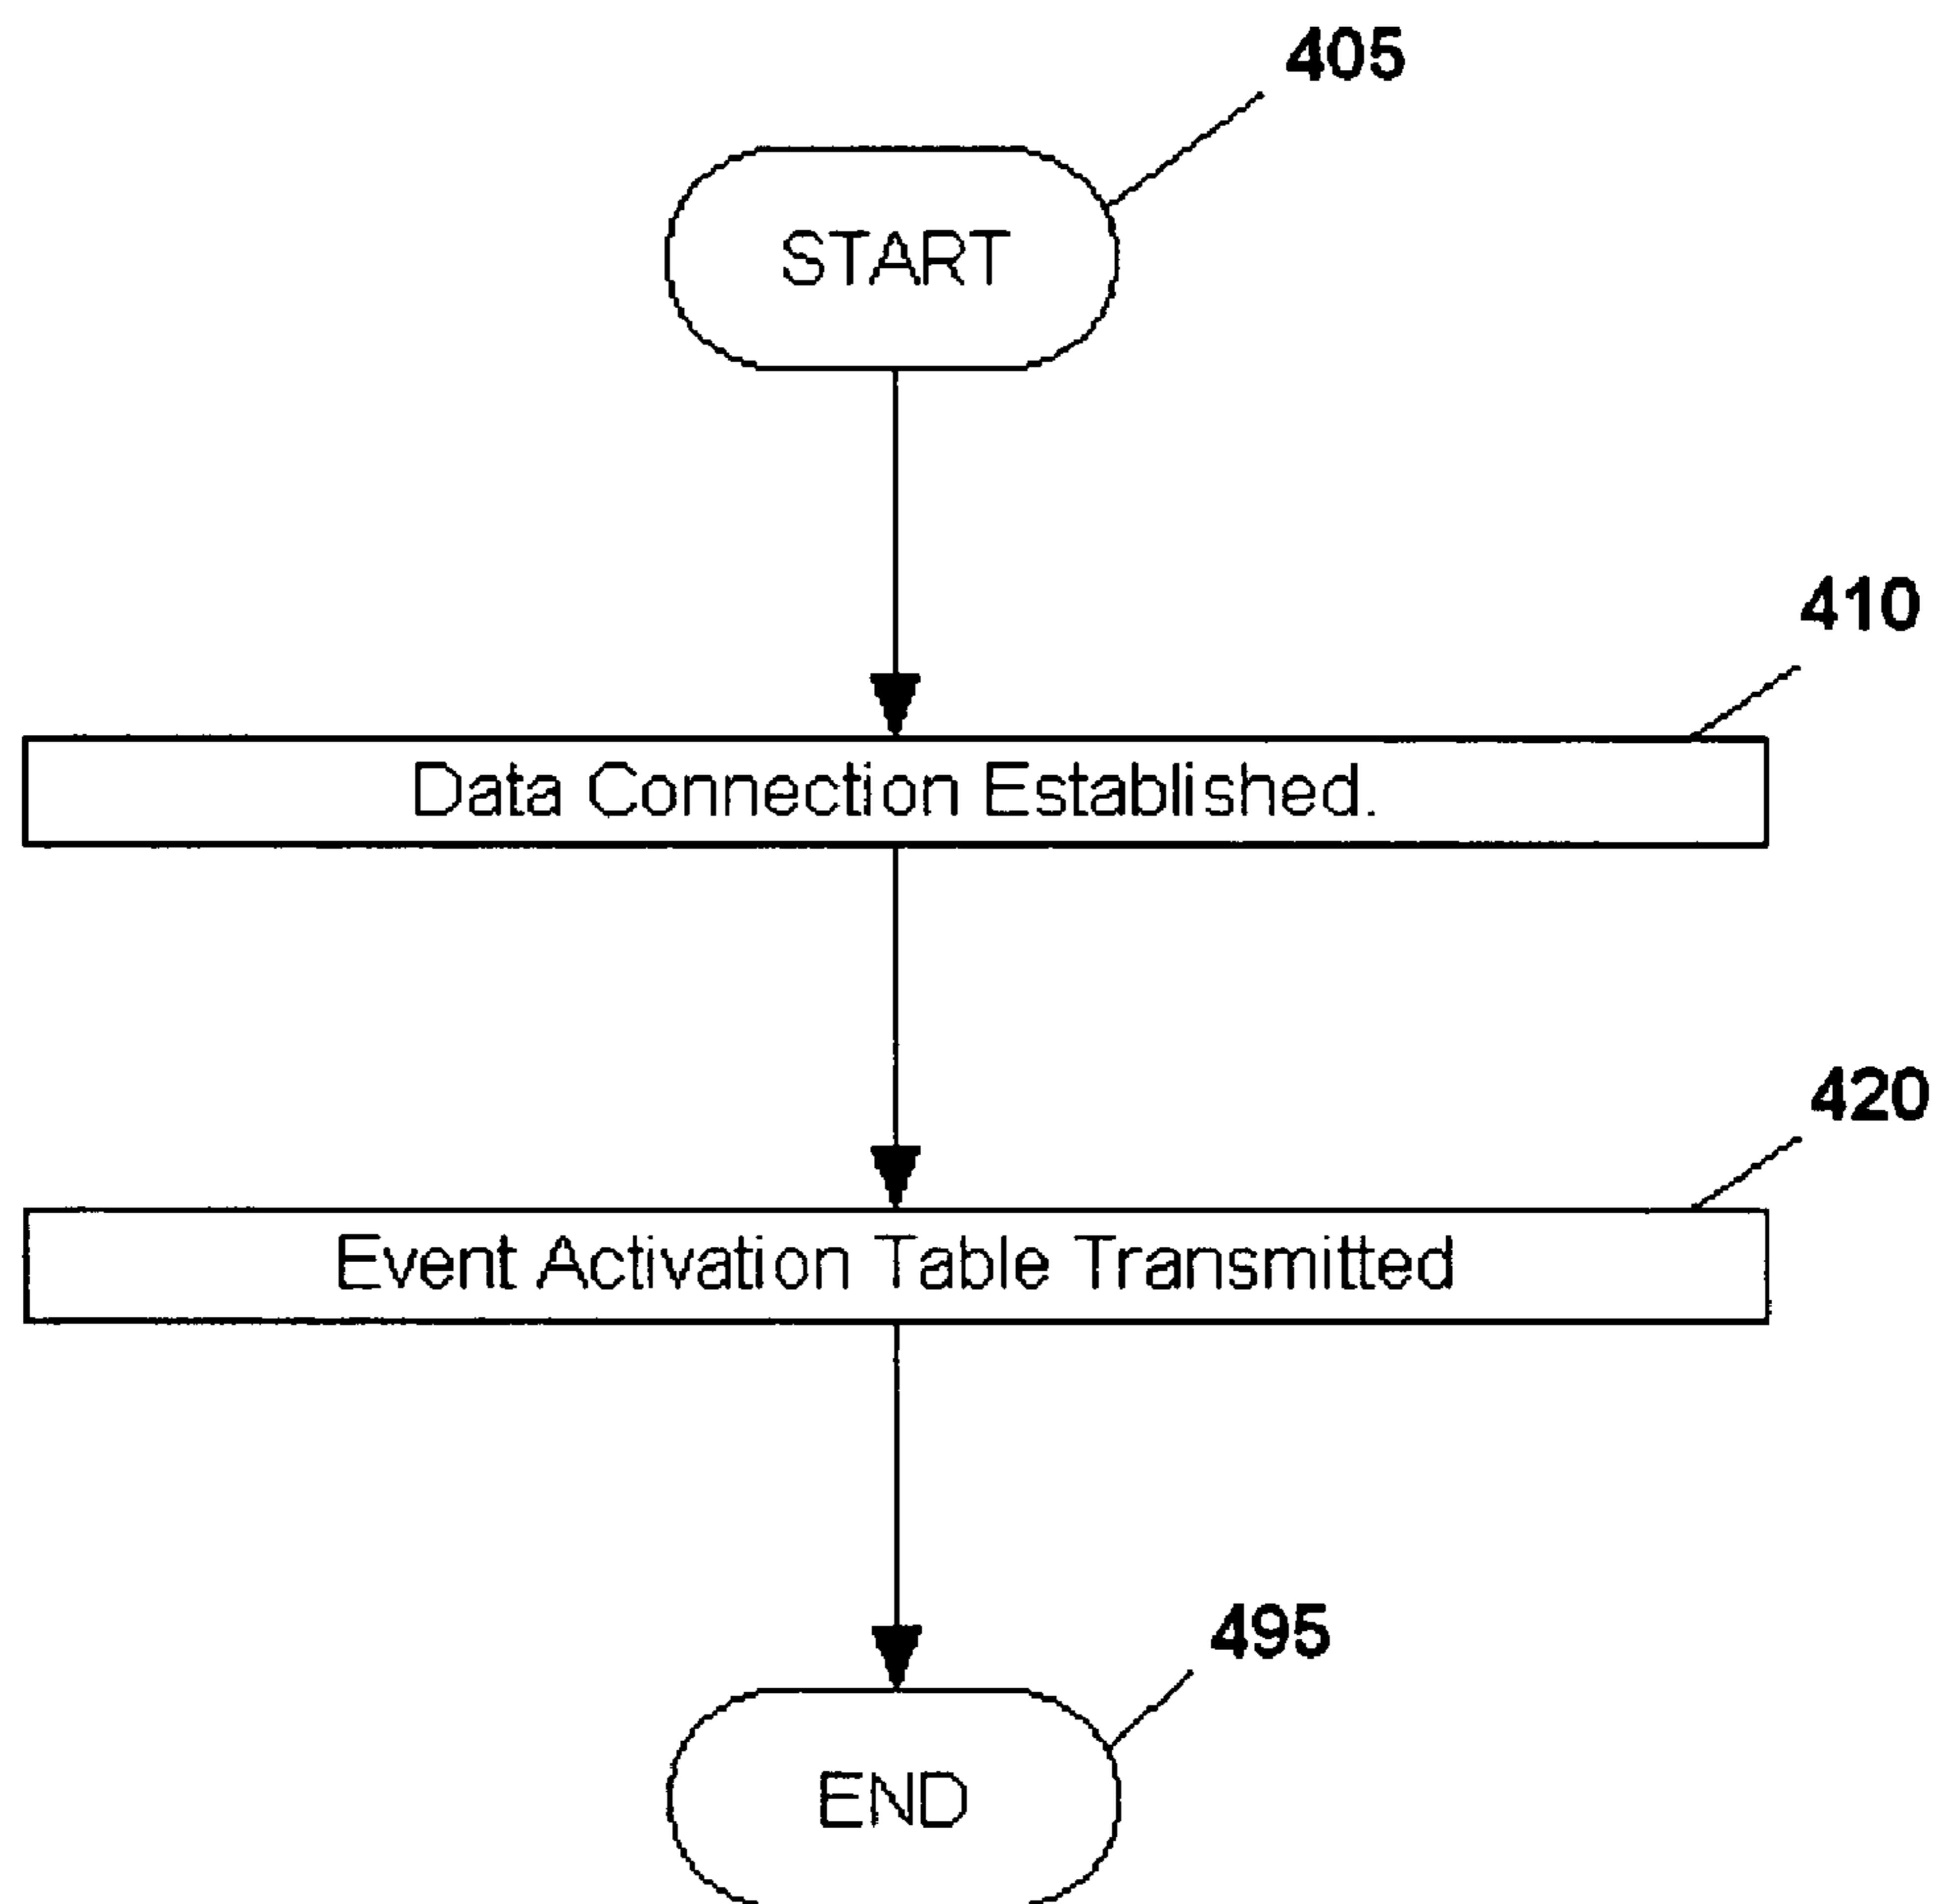 405
START
410
Data Connection Established.
420
Event Activation Table Transmitted
495
END